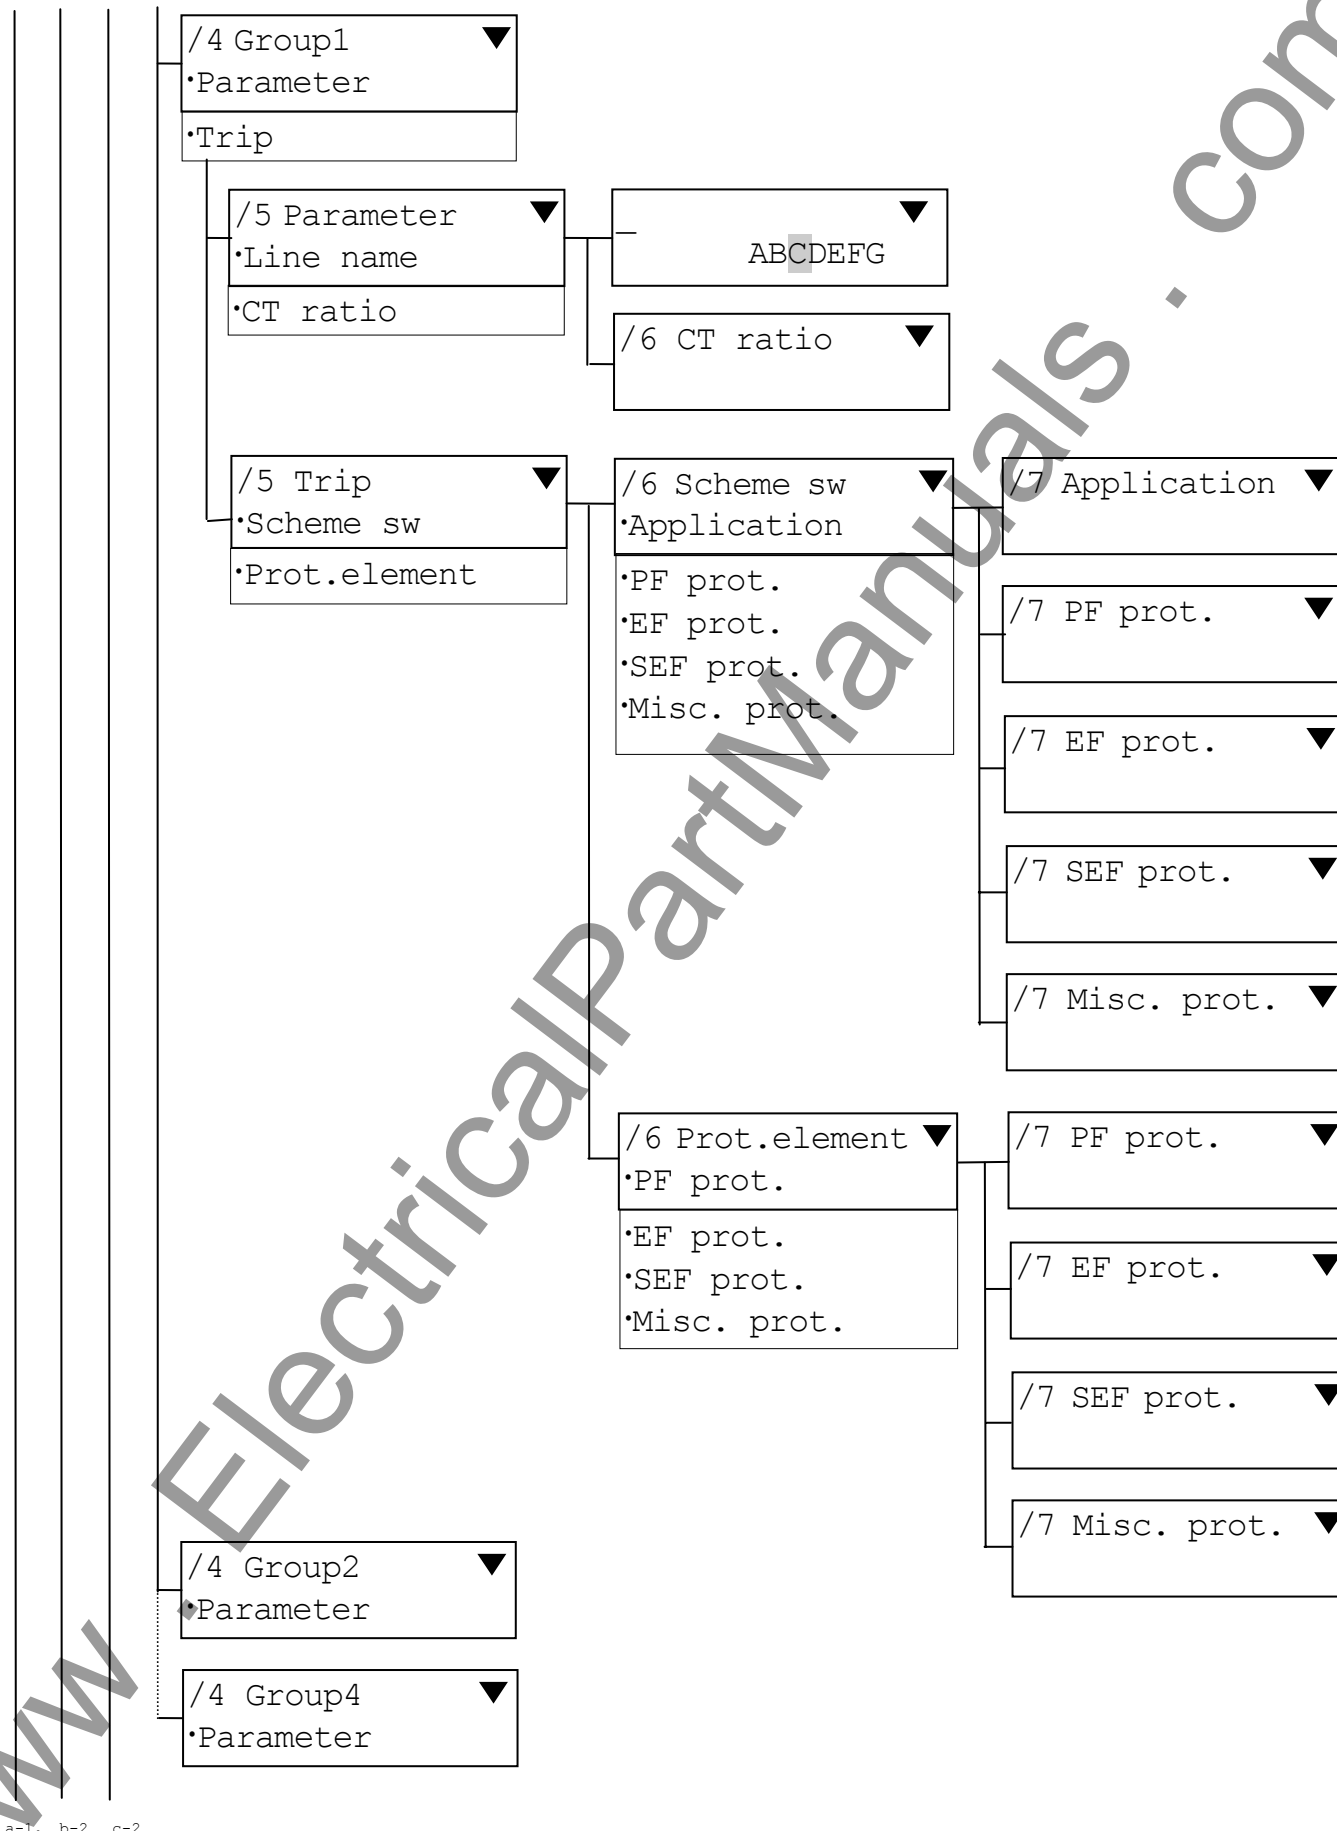 /4 Group1
·Parameter
·Trip
/5 Parameter
·Line name
·CT ratio
_
ABCDEFG
/6 CT ratio
/5 Trip
·Scheme sw
·Prot.element
/6 Scheme sw
·Application
·PF prot.
·EF prot.
·SEF prot.
·Misc. prot.
/7 Application
/7 PF prot.
/7 EF prot.
/7 SEF prot.
/7 Misc. prot.
/6 Prot.element
·PF prot.
·EF prot.
·SEF prot.
·Misc. prot.
/7 PF prot.
/7 EF prot.
/7 SEF prot.
/7 Misc. prot.
/4 Group2
·Parameter
/4 Group4
·Parameter
a-1, b-2 c-2
ww . ElectricalPartManuals . com